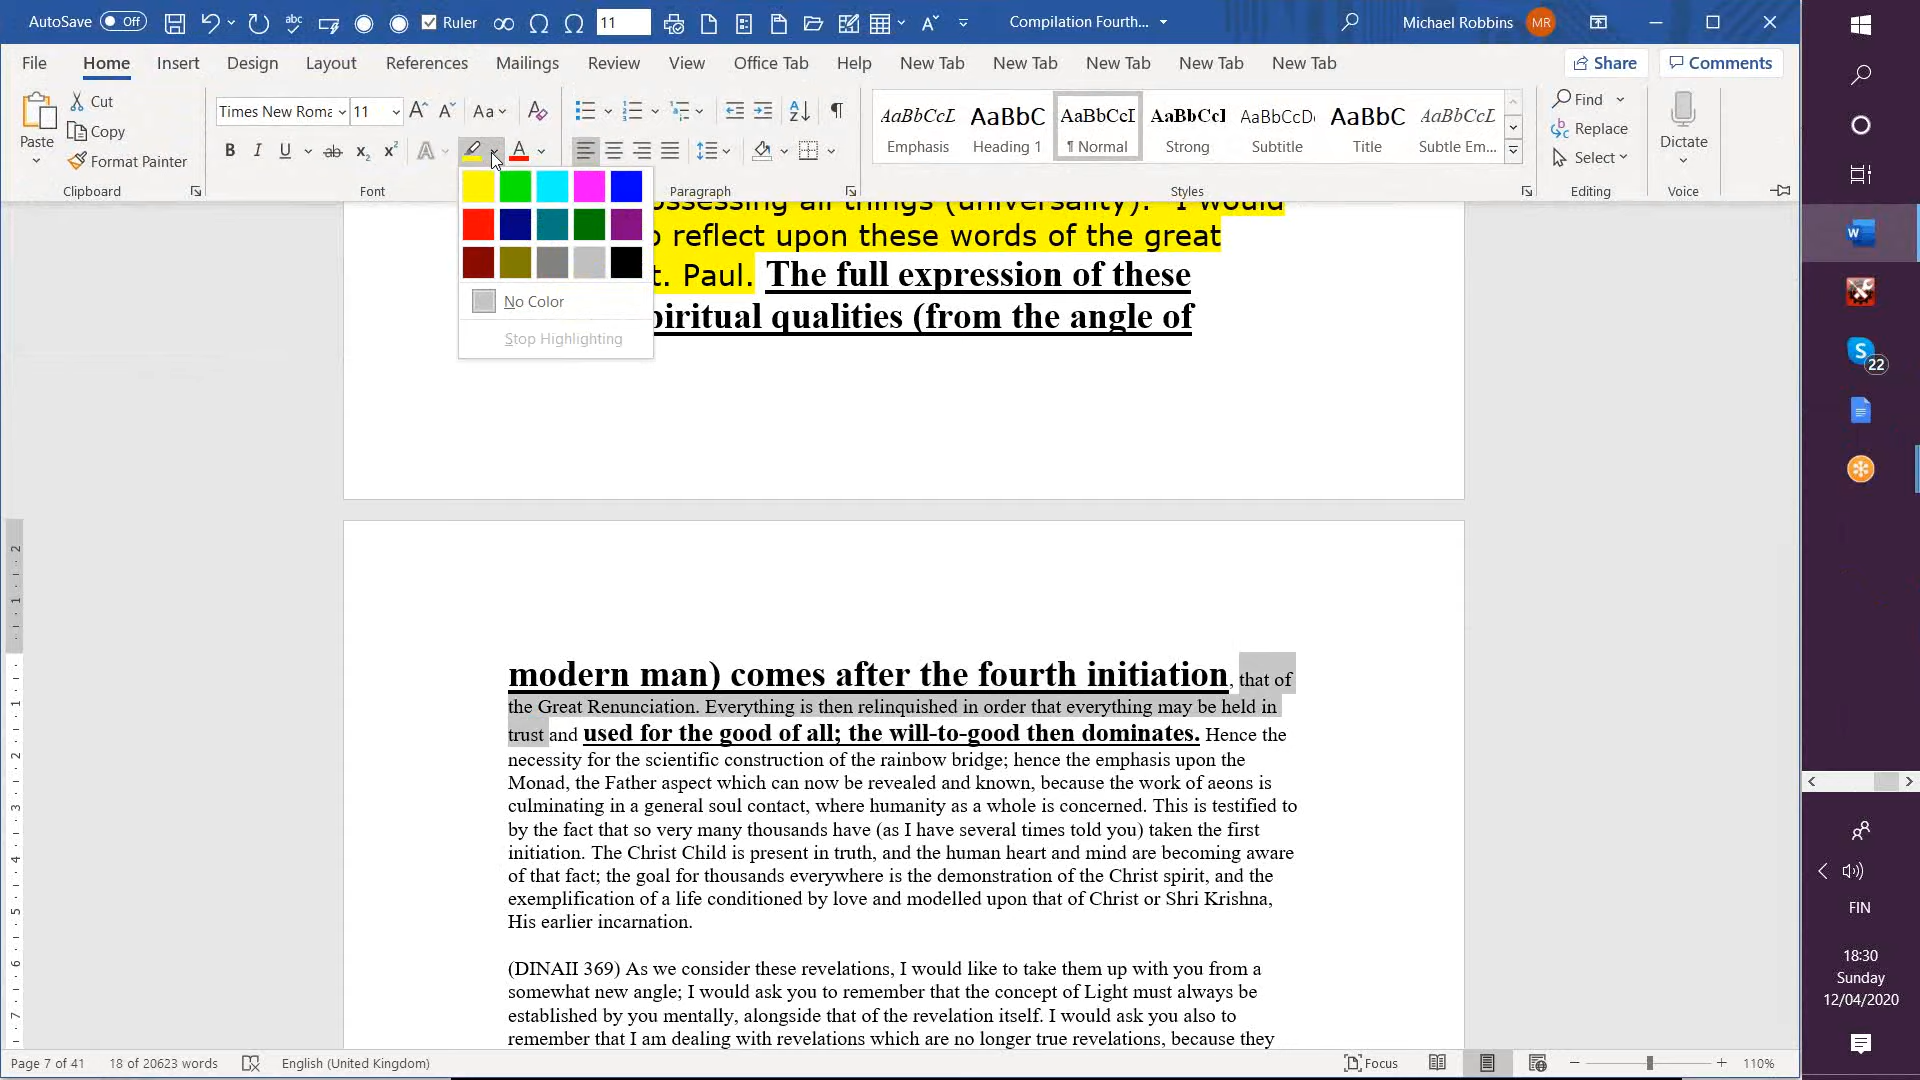 AutoSave Off Ruler 11 Compilation Fourth... Michael Robbins MR
File Home Insert Design Layout References Mailings Review View Office Tab Help New Tab New Tab New Tab New Tab New Tab Share Comments
Paste Cut Copy Format Painter
Clipboard
Times New Roma 11
Font
Paragraph
AaBbCcL AaBbC AaBbCcI AaBbCcI AaBbCcDc AaBbC AaBbCcL
Emphasis Heading 1 ¶ Normal Strong Subtitle Title Subtle Em...
Styles
Find Replace Select
Editing
Dictate
Voice
No Color
Stop Highlighting
ossessing all things (universality). I would
o reflect upon these words of the great
t. Paul. The full expression of these
piritual qualities (from the angle of
modern man) comes after the fourth initiation, that of
the Great Renunciation. Everything is then relinquished in order that everything may be held in
trust and used for the good of all; the will-to-good then dominates. Hence the
necessity for the scientific construction of the rainbow bridge; hence the emphasis upon the
Monad, the Father aspect which can now be revealed and known, because the work of aeons is
culminating in a general soul contact, where humanity as a whole is concerned. This is testified to
by the fact that so very many thousands have (as I have several times told you) taken the first
initiation. The Christ Child is present in truth, and the human heart and mind are becoming aware
of that fact; the goal for thousands everywhere is the demonstration of the Christ spirit, and the
exemplification of a life conditioned by love and modelled upon that of Christ or Shri Krishna,
His earlier incarnation.
(DINAII 369) As we consider these revelations, I would like to take them up with you from a
somewhat new angle; I would ask you to remember that the concept of Light must always be
established by you mentally, alongside that of the revelation itself. I would ask you also to
remember that I am dealing with revelations which are no longer true revelations, because they
Page 7 of 41 18 of 20623 words English (United Kingdom) Focus 110%
22
FIN
18:30
Sunday
12/04/2020